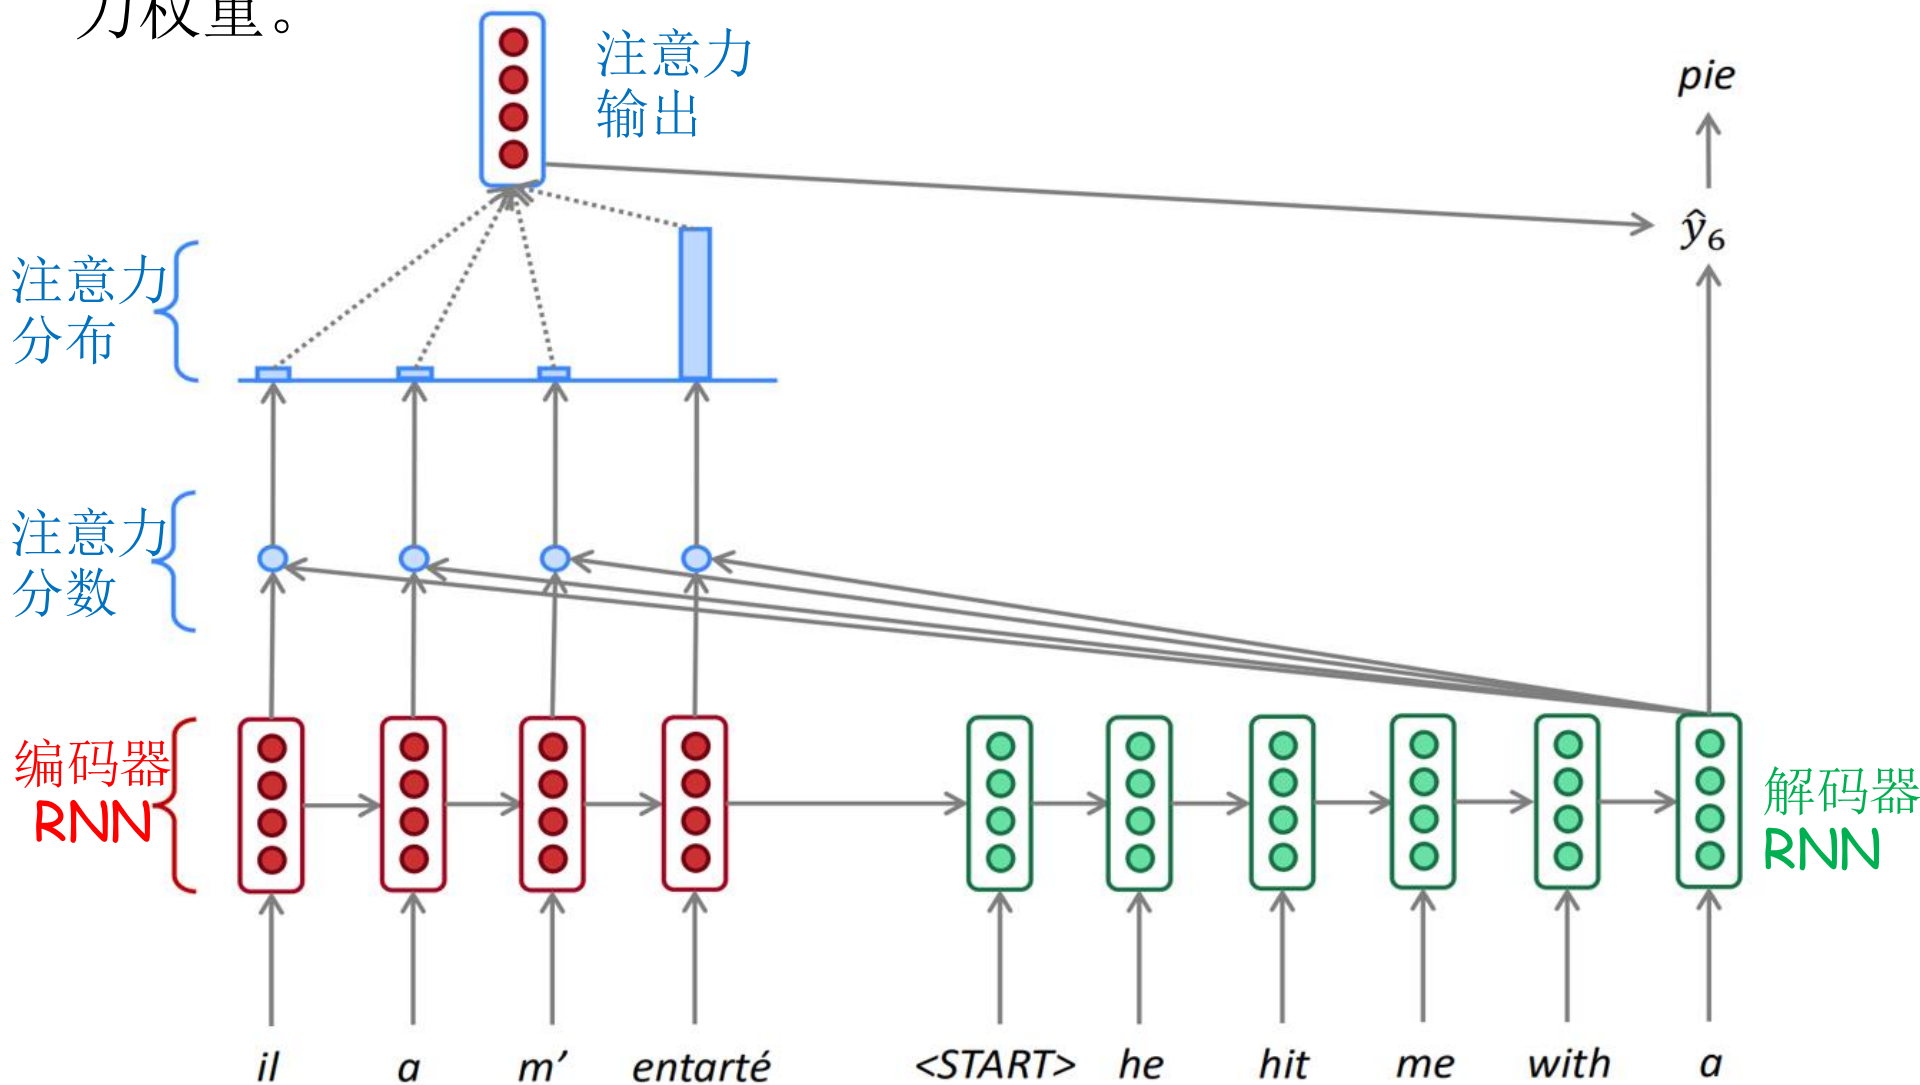 力权重。
注意力
输出
pie
ŷ₆
注意力
分布
注意力
分数
编码器
RNN
解码器
RNN
il a m’ entarté <START> he hit me with a